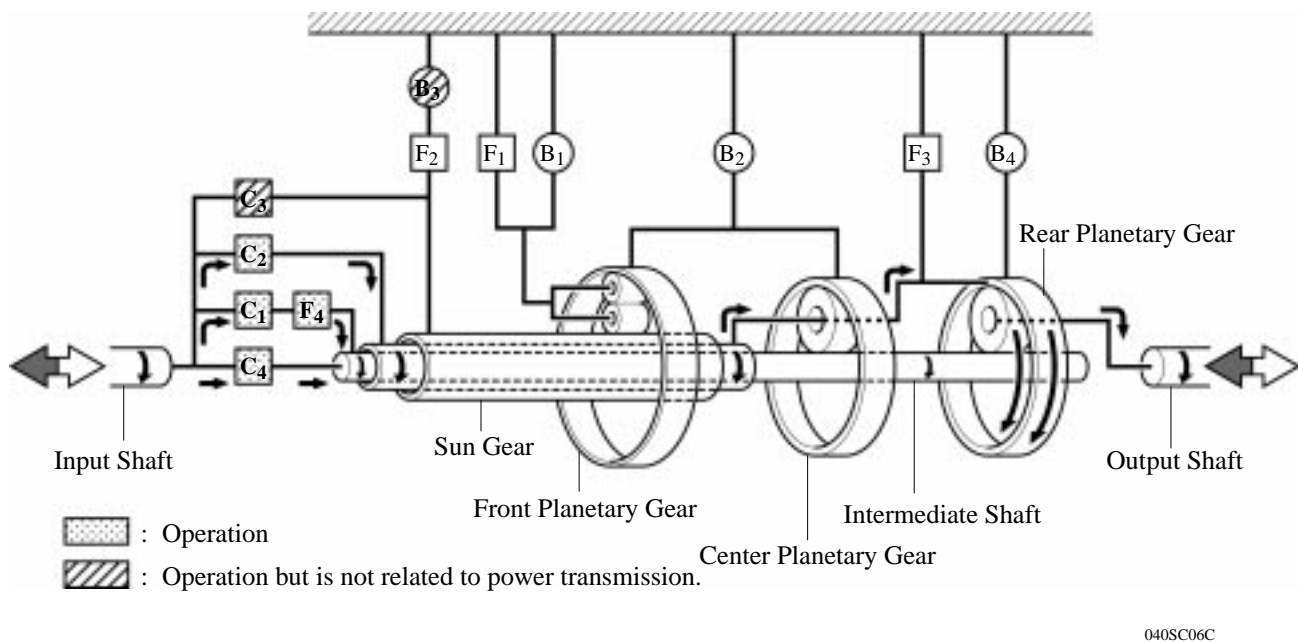 B3
F2
F1
B1
B2
F3
B4
C3
C2
C1
F4
C4
Rear Planetary Gear
Input Shaft
Sun Gear
Front Planetary Gear
Center Planetary Gear
Intermediate Shaft
Output Shaft
: Operation
: Operation but is not related to power transmission.
040SC06C